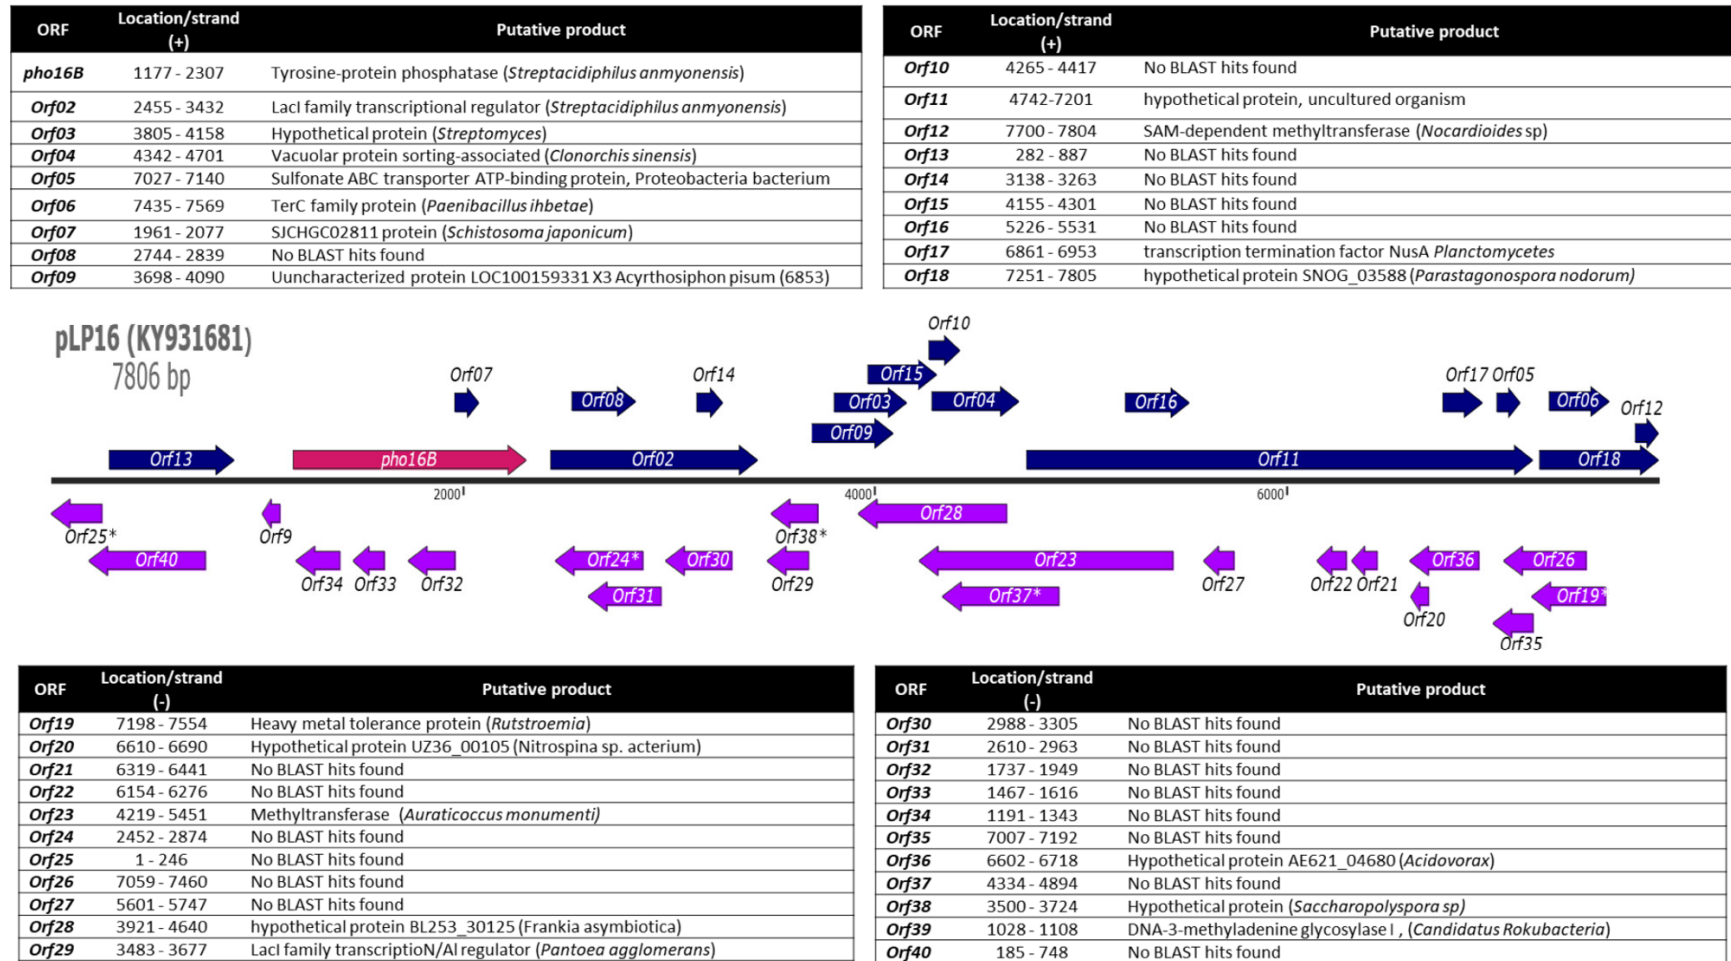 ORF Location/strand (+) Putative product
pho16B 1177 - 2307 Tyrosine-protein phosphatase (Streptacidiphilus anmyonensis)
Orf02 2455 - 3432 LacI family transcriptional regulator (Streptacidiphilus anmyonensis)
Orf03 3805 - 4158 Hypothetical protein (Streptomyces)
Orf04 4342 - 4701 Vacuolar protein sorting-associated (Clonorchis sinensis)
Orf05 7027 - 7140 Sulfonate ABC transporter ATP-binding protein, Proteobacteria bacterium
Orf06 7435 - 7569 TerC family protein (Paenibacillus ihbetae)
Orf07 1961 - 2077 SJCHGC02811 protein (Schistosoma japonicum)
Orf08 2744 - 2839 No BLAST hits found
Orf09 3698 - 4090 Uuncharacterized protein LOC100159331 X3 Acyrthosiphon pisum (6853)
ORF Location/strand (+) Putative product
Orf10 4265 - 4417 No BLAST hits found
Orf11 4742-7201 hypothetical protein, uncultured organism
Orf12 7700 - 7804 SAM-dependent methyltransferase (Nocardioides sp)
Orf13 282 - 887 No BLAST hits found
Orf14 3138 - 3263 No BLAST hits found
Orf15 4155 - 4301 No BLAST hits found
Orf16 5226 - 5531 No BLAST hits found
Orf17 6861 - 6953 transcription termination factor NusA Planctomycetes
Orf18 7251 - 7805 hypothetical protein SNOG_03588 (Parastagonospora nodorum)
pLP16 (KY931681)
7806 bp
Orf10
Orf07 Orf14 Orf15 Orf17 Orf05
Orf08 Orf03 Orf04 Orf16 Orf06
Orf09 Orf12
Orf13 pho16B Orf02 Orf11 Orf18
2000 4000 6000
Orf28
Orf25* Orf9 Orf38*
Orf40 Orf24* Orf30 Orf23 Orf36 Orf26
Orf34 Orf33 Orf32 Orf29 Orf27 Orf22 Orf21
Orf31 Orf37* Orf19*
Orf20
Orf35
ORF Location/strand (-) Putative product
Orf19 7198 - 7554 Heavy metal tolerance protein (Rutstroemia)
Orf20 6610 - 6690 Hypothetical protein UZ36_00105 (Nitrospina sp. acterium)
Orf21 6319 - 6441 No BLAST hits found
Orf22 6154 - 6276 No BLAST hits found
Orf23 4219 - 5451 Methyltransferase (Auraticoccus monumenti)
Orf24 2452 - 2874 No BLAST hits found
Orf25 1 - 246 No BLAST hits found
Orf26 7059 - 7460 No BLAST hits found
Orf27 5601 - 5747 No BLAST hits found
Orf28 3921 - 4640 hypothetical protein BL253_30125 (Frankia asymbiotica)
Orf29 3483 - 3677 LacI family transcriptioN/Al regulator (Pantoea agglomerans)
ORF Location/strand (-) Putative product
Orf30 2988 - 3305 No BLAST hits found
Orf31 2610 - 2963 No BLAST hits found
Orf32 1737 - 1949 No BLAST hits found
Orf33 1467 - 1616 No BLAST hits found
Orf34 1191 - 1343 No BLAST hits found
Orf35 7007 - 7192 No BLAST hits found
Orf36 6602 - 6718 Hypothetical protein AE621_04680 (Acidovorax)
Orf37 4334 - 4894 No BLAST hits found
Orf38 3500 - 3724 Hypothetical protein (Saccharopolyspora sp)
Orf39 1028 - 1108 DNA-3-methyladenine glycosylase I , (Candidatus Rokubacteria)
Orf40 185 - 748 No BLAST hits found